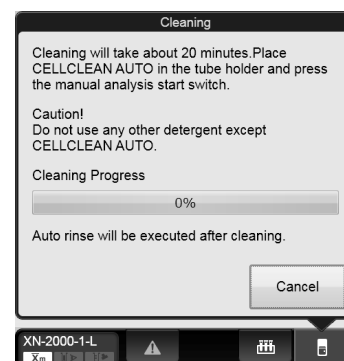 Cleaning
Cleaning will take about 20 minutes.Place
CELLCLEAN AUTO in the tube holder and press
the manual analysis start switch.
Caution!
Do not use any other detergent except
CELLCLEAN AUTO.
Cleaning Progress
0%
Auto rinse will be executed after cleaning.
Cancel
XN-2000-1-L
Xm